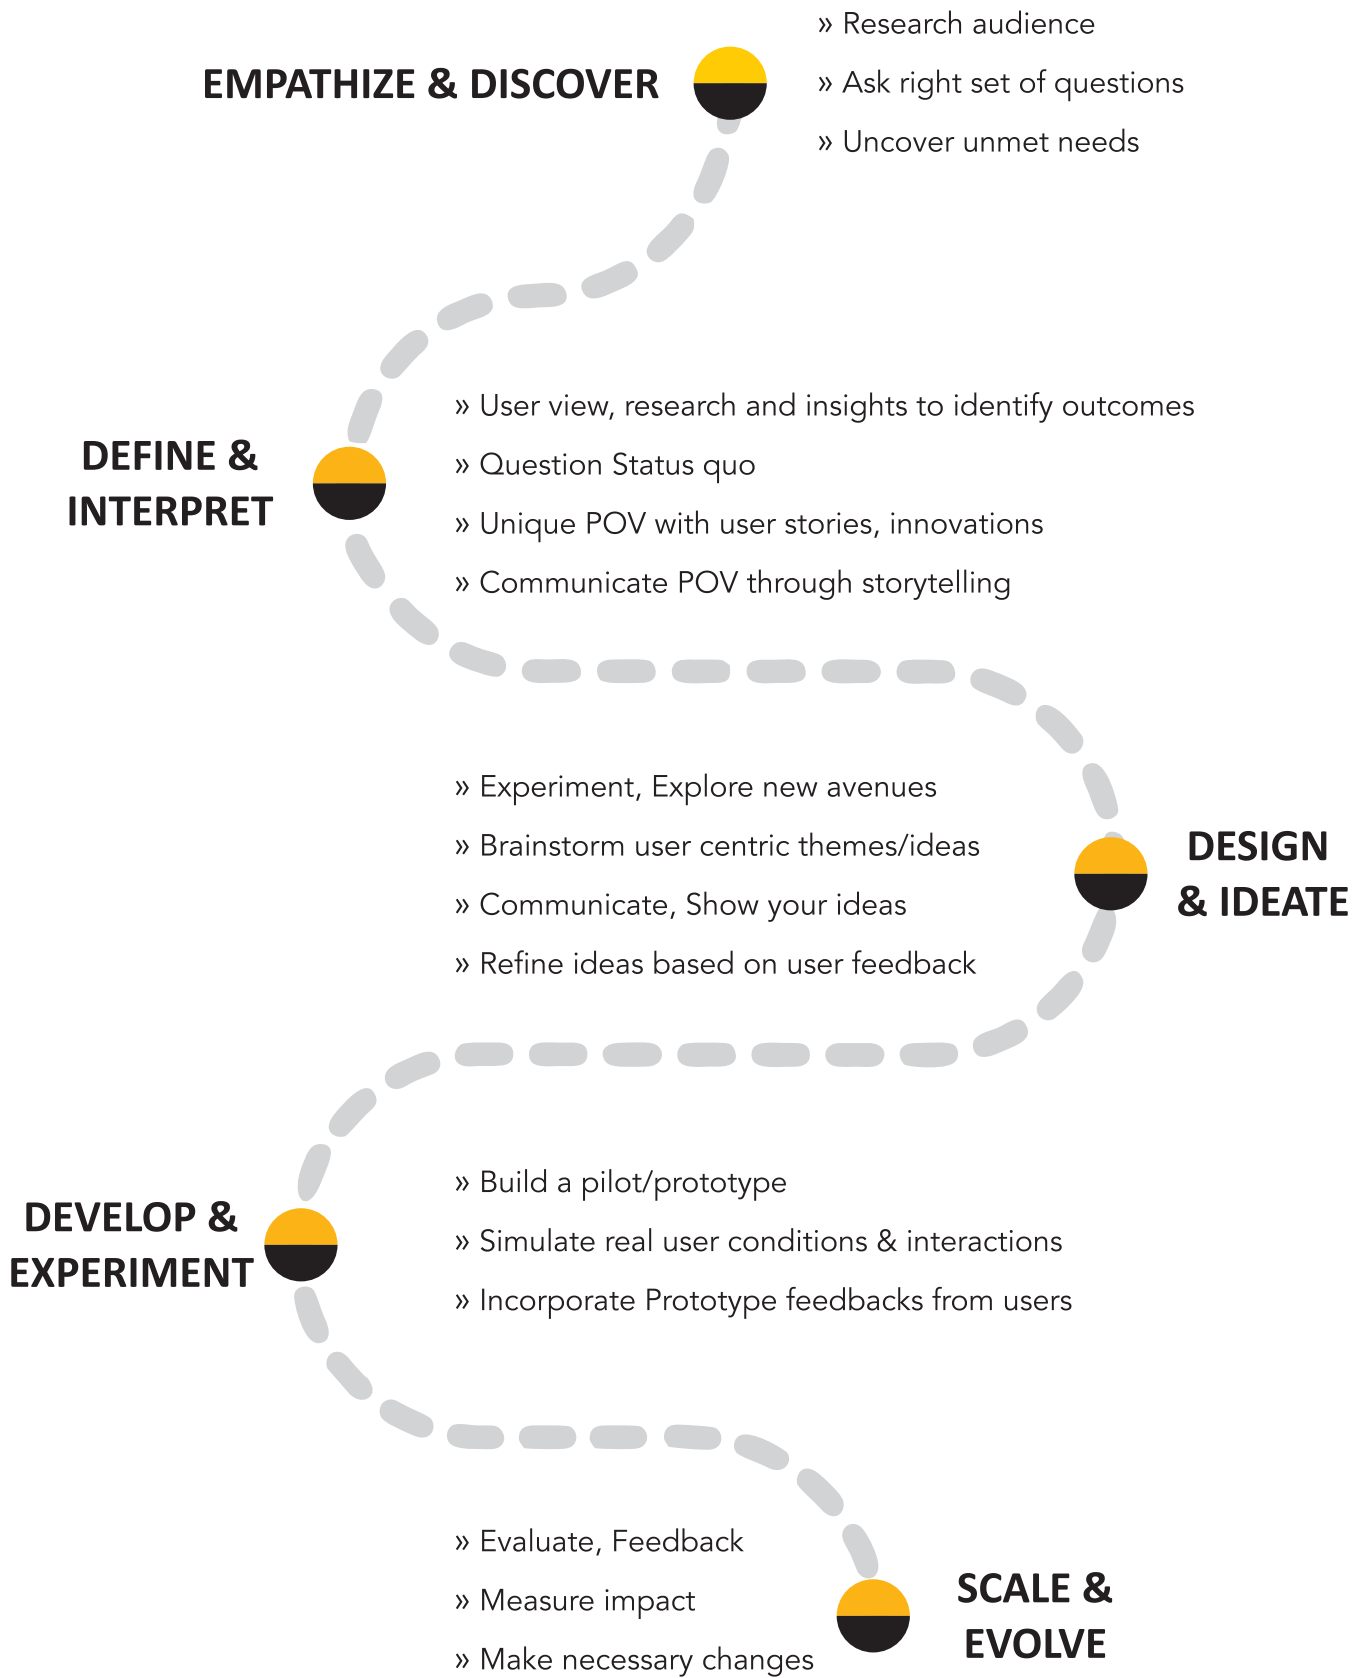 EMPATHIZE & DISCOVER
» Research audience
» Ask right set of questions
» Uncover unmet needs
DEFINE &
INTERPRET
» User view, research and insights to identify outcomes
» Question Status quo
» Unique POV with user stories, innovations
» Communicate POV through storytelling
» Experiment, Explore new avenues
» Brainstorm user centric themes/ideas
» Communicate, Show your ideas
» Refine ideas based on user feedback
DESIGN
& IDEATE
DEVELOP &
EXPERIMENT
» Build a pilot/prototype
» Simulate real user conditions & interactions
» Incorporate Prototype feedbacks from users
» Evaluate, Feedback
» Measure impact
» Make necessary changes
SCALE &
EVOLVE